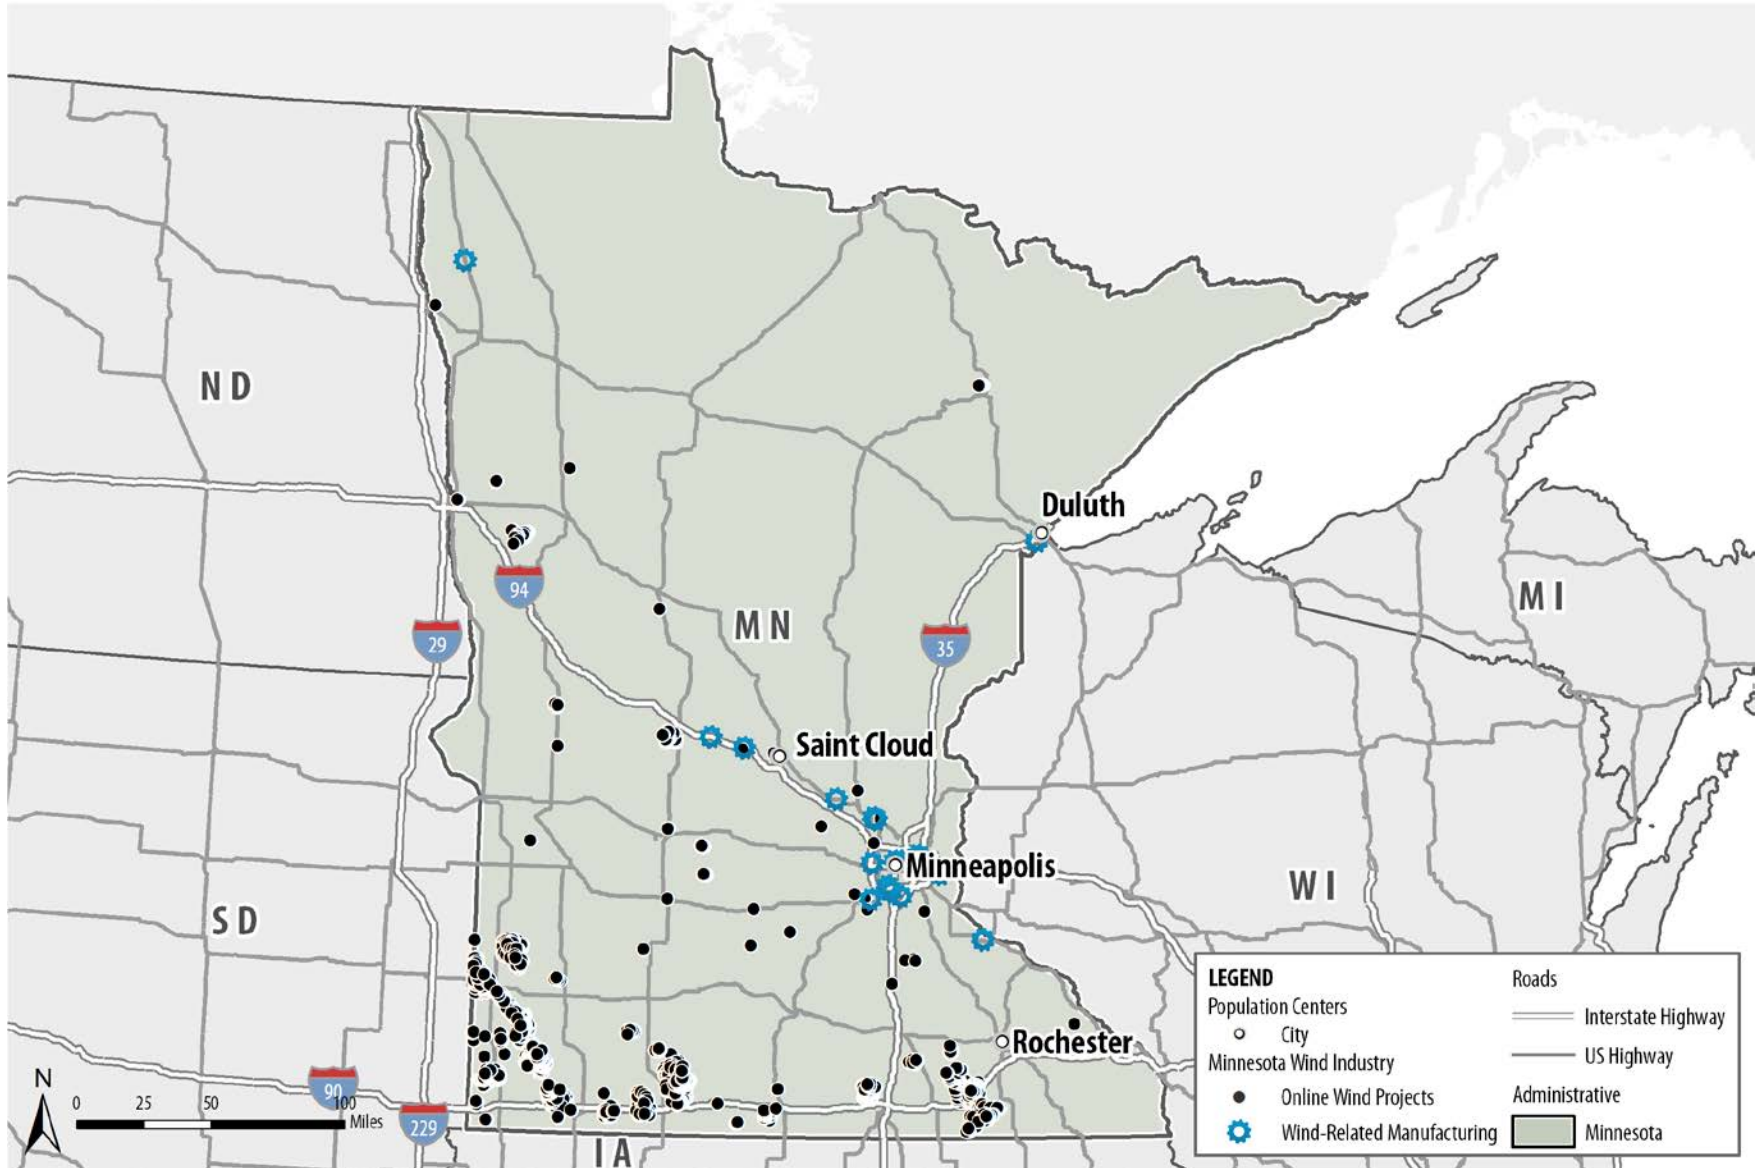 ND
Duluth
MI
94
MN
29
35
Saint Cloud
Minneapolis
WI
SD
LEGEND
Population Centers
City
Minnesota Wind Industry
Online Wind Projects
Wind-Related Manufacturing
Roads
Interstate Highway
US Highway
Administrative
Minnesota
Rochester
N
0 25 50 100
Miles
90
229
IA